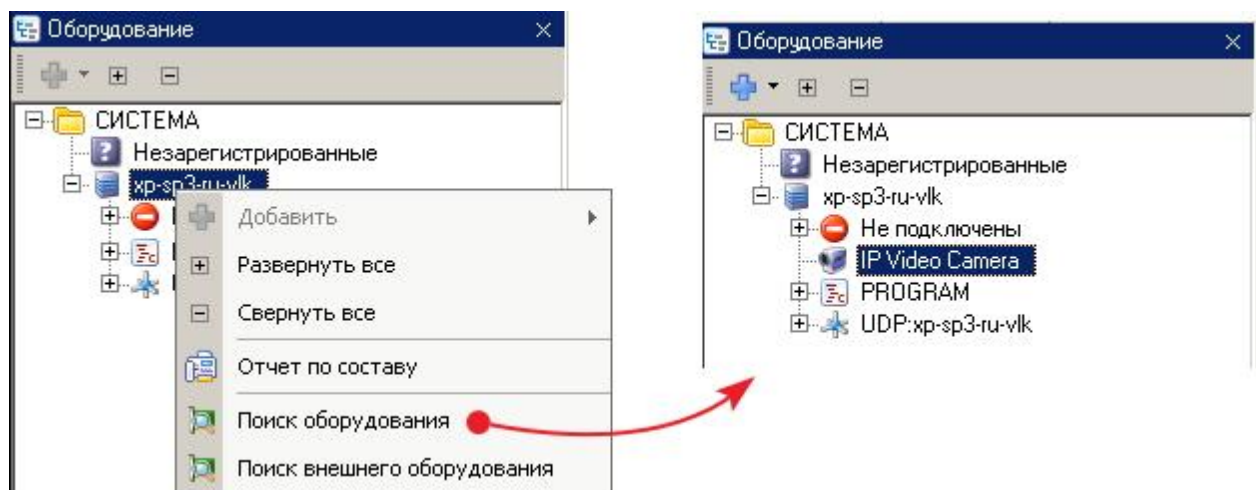 Оборудование
СИСТЕМА
Незарегистрированные
xp-sp3-ru-vlk
Добавить
Развернуть все
Свернуть все
Отчет по составу
Поиск оборудования
Поиск внешнего оборудования
Оборудование
СИСТЕМА
Незарегистрированные
xp-sp3-ru-vlk
Не подключены
IP Video Camera
PROGRAM
UDP:xp-sp3-ru-vlk